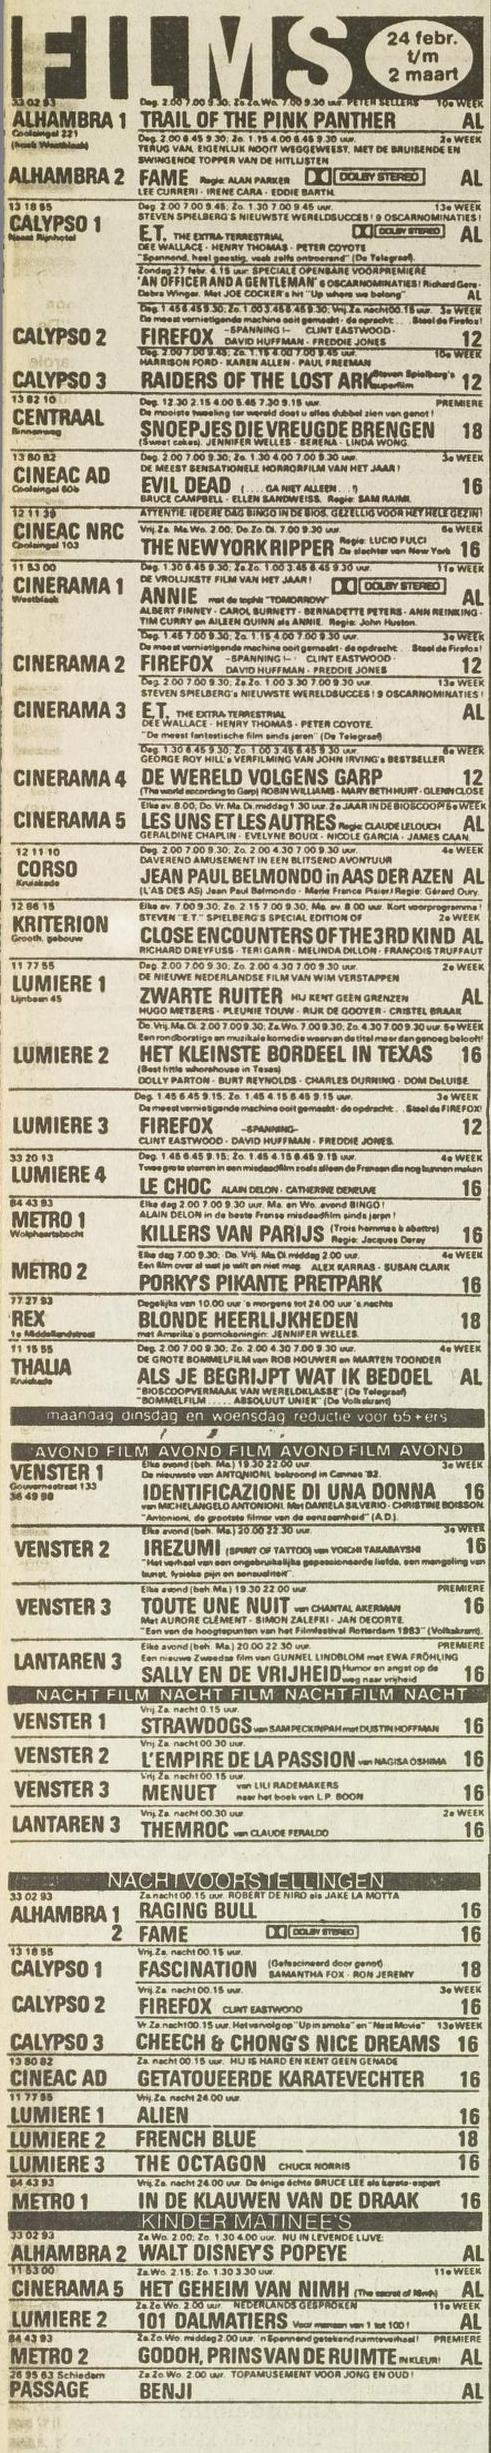 FILMS
24 febr.
t/m
2 maart
33 02 93 Dag. 2.00 7.00 9.30; Za.Zo.Wo. 7.00 9.30 uur. PETER SELLERS 10e WEEK
ALHAMBRA 1 TRAIL OF THE PINK PANTHER AL
Coolsingel 221
(hoek Westblaak)
Dag. 2.00 6.45 9.30; Zo. 1.15 4.00 6.45 9.30 uur. 2e WEEK
TERUG VAN, EIGENLIJK NOOIT WEGGEWEEST, MET DE BRUISENDE EN
SWINGENDE TOPPER VAN DE HITLIJSTEN
ALHAMBRA 2 FAME Regie: ALAN PARKER DOLBY STEREO AL
LEE CURRERI - IRENE CARA - EDDIE BARTH.
13 18 55 Dag. 2.00 7.00 9.45; Zo. 1.30 7.00 9.45 uur. 13e WEEK
CALYPSO 1 STEVEN SPIELBERG'S NIEUWSTE WERELDSUCCES! 9 OSCARNOMINATIES!
Naast Rijnhotel
E.T. THE EXTRA-TERRESTRIAL DOLBY STEREO AL
DEE WALLACE - HENRY THOMAS - PETER COYOTE
"Spannend, heel geestig, vaak zelfs ontroerend" (De Telegraaf).
Zondag 27 febr. 4.15 uur: SPECIALE OPENBARE VOORPREMIERE
'AN OFFICER AND A GENTLEMAN' 6 OSCARNOMINATIES! Richard Gere -
Debra Winger. Met JOE COCKER's hit "Up where we belong" AL
Dag. 1.45 6.45 9.30; Zo. 1.00 3.45 6.45 9.30; Vrij.Za. nacht 00.15 uur. 3e WEEK
De meest vernietigende machine ooit gemaakt - de opdracht . . . Steel de Firefox!
CALYPSO 2 FIREFOX -SPANNING !- CLINT EASTWOOD - 12
DAVID HUFFMAN - FREDDIE JONES
Dag. 2.00 7.00 9.45; Zo. 1.15 4.00 7.00 9.45 uur. 10e WEEK
HARRISON FORD - KAREN ALLEN - PAUL FREEMAN
CALYPSO 3 RAIDERS OF THE LOST ARK Steven Spielberg's 12
Superfilm
13 82 10 Dag. 12.30 2.15 4.00 5.45 7.30 9.15 uur. PREMIERE
CENTRAAL De mooiste tweeling ter wereld doet u alles dubbel zien van genot!
Binnenweg SNOEPJES DIE VREUGDE BRENGEN 18
(Sweet cakes). JENNIFER WELLES - SERENA - LINDA WONG.
13 80 82 Dag. 2.00 7.00 9.30; Zo. 1.30 4.00 7.00 9.30 uur. 3e WEEK
CINEAC AD DE MEEST SENSATIONELE HORRORFILM VAN HET JAAR!
Coolsingel 60b EVIL DEAD (. . . . GA NIET ALLEEN . . .!) 16
BRUCE CAMPBELL - ELLEN SANDWEISS. Regie: SAM RAIMI.
12 11 39 ATTENTIE: IEDERE DAG BINGO IN DE BIOS. GEZELLIG VOOR HET HELE GEZIN!
CINEAC NRC Vrij.Za. Ma.Wo. 2.00; Do.Zo.Di. 7.00 9.30 uur. 6e WEEK
Coolsingel 103 THE NEW YORK RIPPER Regie: LUCIO FULCI 16
De slachter van New York
11 53 00 Dag. 1.30 6.45 9.30; Za.Zo. 1.00 3.45 6.45 9.30 uur. 11e WEEK
CINERAMA 1 DE VROLIJKSTE FILM VAN HET JAAR!
Westblaak ANNIE met de tophit "TOMORROW" DOLBY STEREO AL
ALBERT FINNEY - CAROL BURNETT - BERNADETTE PETERS - ANN REINKING -
TIM CURRY en AILEEN QUINN als ANNIE. Regie: John Huston.
Dag. 1.45 7.00 9.30; Zo. 1.15 4.00 7.00 9.30 uur. 3e WEEK
De meest vernietigende machine ooit gemaakt - de opdracht . . . Steel de Firefox!
CINERAMA 2 FIREFOX -SPANNING !- CLINT EASTWOOD - 12
DAVID HUFFMAN - FREDDIE JONES
Dag. 2.00 7.00 9.30; Za.Zo. 1.00 3.30 7.00 9.30 uur. 13e WEEK
STEVEN SPIELBERG's NIEUWSTE WERELDSUCCES! 9 OSCARNOMINATIES!
CINERAMA 3 E.T. THE EXTRA-TERRESTRIAL AL
DEE WALLACE - HENRY THOMAS - PETER COYOTE.
"De meest fantastische film sinds jaren" (De Telegraaf)
Dag. 1.30 6.45 9.30; Zo. 1.00 3.45 6.45 9.30 uur. 6e WEEK
GEORGE ROY HILL's VERFILMING VAN JOHN IRVING's BESTSELLER
CINERAMA 4 DE WERELD VOLGENS GARP 12
(The world according to Garp) ROBIN WILLIAMS - MARY BETH HURT - GLENN CLOSE
Elke av. 8.00; Do. Vr. Ma. Di. middag 1.30 uur. 2e JAAR IN DE BIOSCOOP! 5e WEEK
CINERAMA 5 LES UNS ET LES AUTRES Regie: CLAUDE LELOUCH AL
GERALDINE CHAPLIN - EVELYNE BOUIX - NICOLE GARCIA - JAMES CAAN.
12 11 10 Dag. 2.00 7.00 9.30; Zo. 2.00 4.30 7.00 9.30 uur. 4e WEEK
CORSO DAVEREND AMUSEMENT IN EEN BLITSEND AVONTUUR
Kruiskade JEAN PAUL BELMONDO in AAS DER AZEN AL
(L'AS DES AS) Jean Paul Belmondo - Marie France Pisier/Regie: Gérard Oury.
12 86 15 Elke av. 7.00 9.30; Zo. 2.15 7.00 9.30; Ma. av. 8.00 uur. Kort voorprogramma!
KRITERION STEVEN "E.T." SPIELBERG'S SPECIAL EDITION OF 2e WEEK
Grooth. gebouw CLOSE ENCOUNTERS OF THE 3RD KIND AL
RICHARD DREYFUSS - TERI GARR - MELINDA DILLON - FRANÇOIS TRUFFAUT
11 77 55 Dag. 2.00 7.00 9.30; Zo. 2.00 4.30 7.00 9.30 uur. 2e WEEK
LUMIERE 1 DE NIEUWE NEDERLANDSE FILM VAN WIM VERSTAPPEN
Lijnbaan 45 ZWARTE RUITER HIJ KENT GEEN GRENZEN AL
HUGO METSERS - PLEUNIE TOUW - RIJK DE GOOYER - CRISTEL BRAAK
Do.Vrij.Ma.Di. 2.00 7.00 9.30; Za.Wo. 7.00 9.30; Zo. 4.30 7.00 9.30 uur. 5e WEEK
Een rondborstige en muzikale komedie waarvan de titel meer dan genoeg belooft!
LUMIERE 2 HET KLEINSTE BORDEEL IN TEXAS 16
(Best little whorehouse in Texas)
DOLLY PARTON - BURT REYNOLDS - CHARLES DURNING - DOM DeLUISE.
Dag. 1.45 6.45 9.15; Zo. 1.45 4.15 6.45 9.15 uur. 3e WEEK
De meest vernietigende machine ooit gemaakt - de opdracht . . . Steel de FIREFOX!
LUMIERE 3 FIREFOX -SPANNING- 12
CLINT EASTWOOD - DAVID HUFFMAN - FREDDIE JONES.
33 20 13 Dag. 1.45 6.45 9.15; Zo. 1.45 4.15 6.45 9.15 uur. 4e WEEK
LUMIERE 4 Twee grote sterren in een misdaadfilm zoals alleen de Fransen die nog kunnen maken
LE CHOC ALAIN DELON - CATHERINE DENEUVE 16
84 43 93 Elke dag 2.00 7.00 9.30 uur. Ma. en Wo. avond BINGO!
METRO 1 ALAIN DELON in de beste Franse misdaadfilm sinds jaren!
Wolphaertsbocht KILLERS VAN PARIJS (Trois hommes à abattre) 16
Regie: Jacques Deray
Elke dag 7.00 9.30; Do. Vrij. Ma.Di. middag 2.00 uur. 4e WEEK
METRO 2 Een film over al wat je wilt en niet mag. ALEX KARRAS - SUSAN CLARK
PORKY'S PIKANTE PRETPARK 16
77 27 93 Dagelijks van 10.00 uur 's morgens tot 24.00 uur 's nachts
REX BLONDE HEERLIJKHEDEN 18
1e Middellandstraat met Amerika's pornokoningin: JENNIFER WELLES.
11 15 55 Dag. 2.00 7.00 9.30; Zo. 2.00 4.30 7.00 9.30 uur. 4e WEEK
THALIA DE GROTE BOMMELFILM van ROB HOUWER en MARTEN TOONDER
Kruiskade ALS JE BEGRIJPT WAT IK BEDOEL AL
"BIOSCOOPVERMAAK VAN WERELDKLASSE" (De Telegraaf)
"BOMMELFILM . . . . . ABSOLUUT UNIEK" (De Volkskrant)
maandag dinsdag en woensdag reductie voor 65+ers
AVOND FILM AVOND FILM AVOND FILM AVOND
Elke avond (beh. Ma.) 19.30 22.00 uur. 3e WEEK
VENSTER 1 De nieuwste van ANTONIONI, bekroond in Cannes '82.
Gouvernestraat 133 IDENTIFICAZIONE DI UNA DONNA 16
36 49 98 van MICHELANGELO ANTONIONI. Met DANIELA SILVERIO - CHRISTINE BOISSON.
"Antonioni, de grootste filmer van de eenzaamheid" (A.D.).
Elke avond (beh. Ma.) 20.00 22.30 uur. 3e WEEK
VENSTER 2 IREZUMI (SPIRIT OF TATTOO) van YOICHI TAKABAYSHI 16
"Het verhaal van een ongebruikelijke gepassioneerde liefde, een mengeling van
kunst, fysieke pijn en sensualiteit".
Elke avond (beh. Ma.) 19.30 22.00 uur. PREMIERE
VENSTER 3 TOUTE UNE NUIT van CHANTAL AKERMAN 16
Met AURORE CLÉMENT - SIMON ZALEFKI - JAN DECORTE.
"Een van de hoogtepunten van het Filmfestival Rotterdam 1983" (Volkskrant).
Elke avond (beh. Ma.) 20.00 22.30 uur. PREMIERE
LANTAREN 3 Een nieuwe Zweedse film van GUNNEL LINDBLOM met EWA FRÖHLING
SALLY EN DE VRIJHEID Humor en angst op de 16
weg naar vrijheid
NACHT FILM NACHT FILM NACHT FILM NACHT
Vrij.Za. nacht 0.15 uur.
VENSTER 1 STRAWDOGS van SAM PECKINPAH met DUSTIN HOFFMAN 16
Vrij.Za. nacht 00.30 uur.
VENSTER 2 L'EMPIRE DE LA PASSION van NAGISA OSHIMA 16
Vrij.Za. nacht 00.15 uur.
VENSTER 3 MENUET van LILI RADEMAKERS 16
naar het boek van L.P. BOON
Vrij.Za. nacht 00.30 uur. 2e WEEK
LANTAREN 3 THEMROC van CLAUDE FERALDO 16
NACHTVOORSTELLINGEN
33 02 93 Za. nacht 00.15 uur. ROBERT DE NIRO als JAKE LA MOTTA
ALHAMBRA 1 RAGING BULL 16
2 FAME DOLBY STEREO 16
13 18 55 Vrij.Za. nacht 00.15 uur.
CALYPSO 1 FASCINATION (Gefascineerd door genot) 18
SAMANTHA FOX - RON JEREMY
Vrij.Za. nacht 00.15 uur. 3e WEEK
CALYPSO 2 FIREFOX CLINT EASTWOOD 16
Vr.Za. nacht 00.15 uur. Het vervolg op "Up in smoke" en "Next Movie" 13e WEEK
CALYPSO 3 CHEECH & CHONG'S NICE DREAMS 16
13 80 82 Za. nacht 00.15 uur. HIJ IS HARD EN KENT GEEN GENADE
CINEAC AD GETATOUEERDE KARATEVECHTER 16
11 77 55 Vrij.Za. nacht 24.00 uur.
LUMIERE 1 ALIEN 16
LUMIERE 2 FRENCH BLUE 18
LUMIERE 3 THE OCTAGON CHUCK NORRIS 16
84 43 93 Vrij.Za. nacht 24.00 uur. De énige échte BRUCE LEE als karate-expert
METRO 1 IN DE KLAUWEN VAN DE DRAAK 16
KINDER MATINEE'S
33 02 93 Za.Wo. 2.00; Zo. 1.30 4.00 uur. NU IN LEVENDE LIJVE:
ALHAMBRA 2 WALT DISNEY'S POPEYE AL
11 53 00 Za.Wo. 2.15; Zo. 1.30 3.30 uur. 11e WEEK
CINERAMA 5 HET GEHEIM VAN NIMH (The secret of Nimh) AL
Za.Zo.Wo. 2.00 uur. NEDERLANDS GESPROKEN 11e WEEK
LUMIERE 2 101 DALMATIERS Voor mensen van 1 tot 100! AL
84 43 93 Za.Zo.Wo. middag 2.00 uur. 'n Spannend getekend ruimteverhaal! PREMIERE
METRO 2 GODOH, PRINS VAN DE RUIMTE IN KLEUR! AL
26 95 63 Schiedam Za.Zo.Wo. 2.00 uur. TOPAMUSEMENT VOOR JONG EN OUD!
PASSAGE BENJI AL